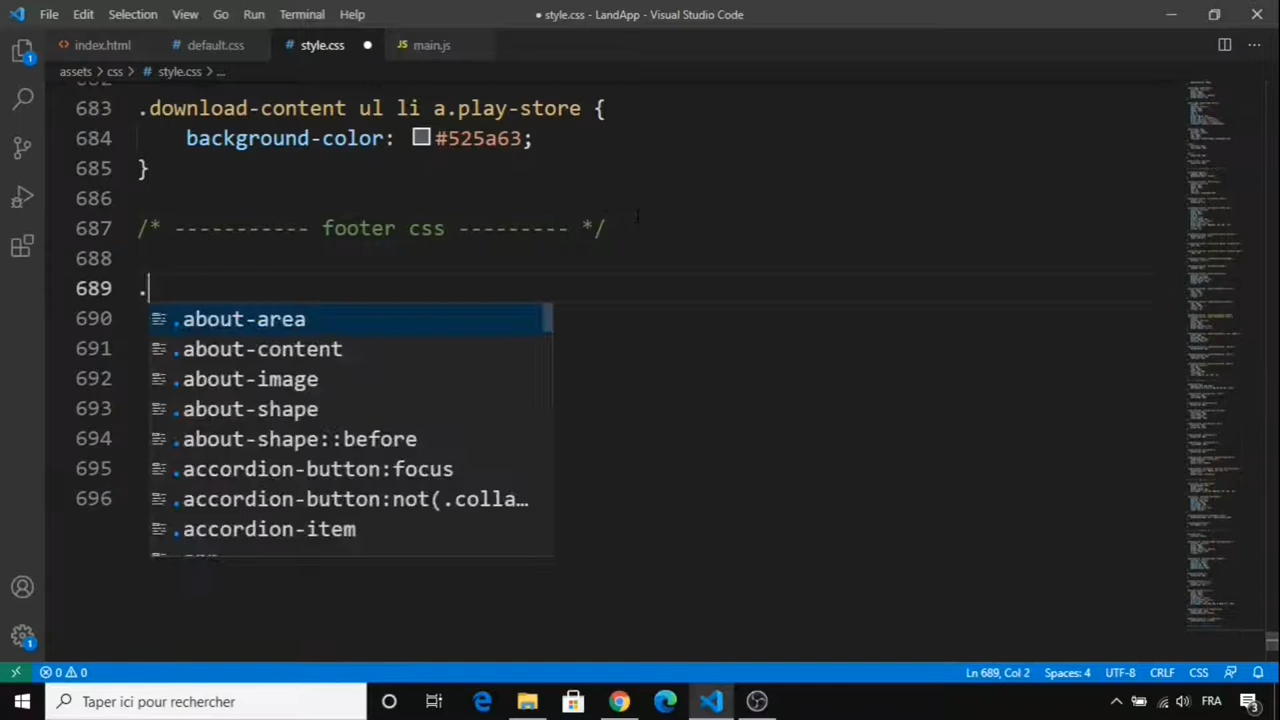 File Edit Selection View Go Run Terminal Help ● style.css - LandApp - Visual Studio Code
index.html # default.css # style.css ● JS main.js
assets > css > # style.css > ...
683 .download-content ul li a.play-store {
684 background-color: #525a63;
685 }
686
687 /* ----------- footer css --------- */
688
689 .
690 .about-area
691 .about-content
692 .about-image
693 .about-shape
694 .about-shape::before
695 .accordion-button:focus
696 .accordion-button:not(.colla…
.accordion-item
0 0 Ln 689, Col 2 Spaces: 4 UTF-8 CRLF CSS
Taper ici pour rechercher FRA 3